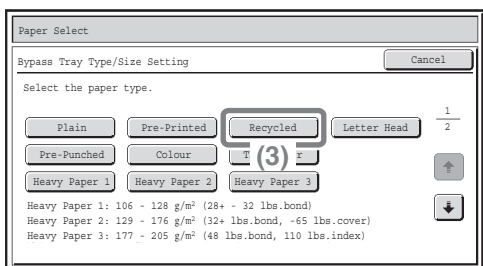 Paper Select
Bypass Tray Type/Size Setting Cancel
Select the paper type.
Plain Pre-Printed Recycled Letter Head 1
2
Pre-Punched Colour (3)
Heavy Paper 1 Heavy Paper 2 Heavy Paper 3
Heavy Paper 1: 106 - 128 g/m² (28+ - 32 lbs.bond)
Heavy Paper 2: 129 - 176 g/m² (32+ lbs.bond, -65 lbs.cover)
Heavy Paper 3: 177 - 205 g/m² (48 lbs.bond, 110 lbs.index)